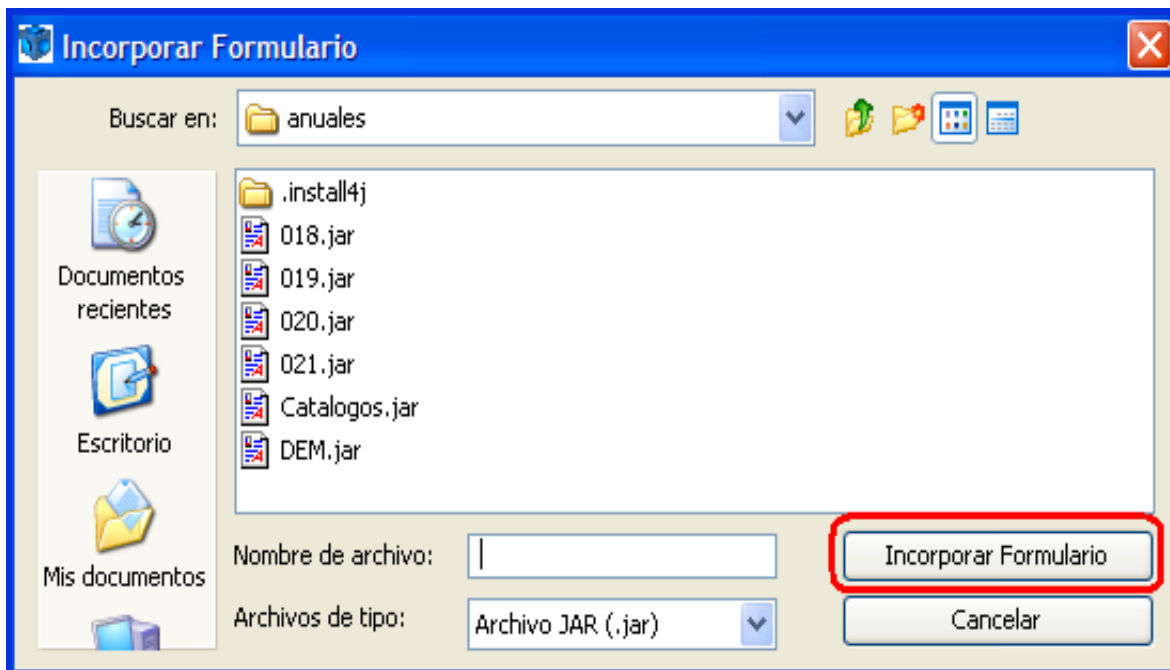 Incorporar Formulario
Buscar en: anuales
.install4j
018.jar
019.jar
020.jar
021.jar
Catalogos.jar
DEM.jar
Documentos
recientes
Escritorio
Mis documentos
Nombre de archivo:
Incorporar Formulario
Archivos de tipo: Archivo JAR (.jar)
Cancelar